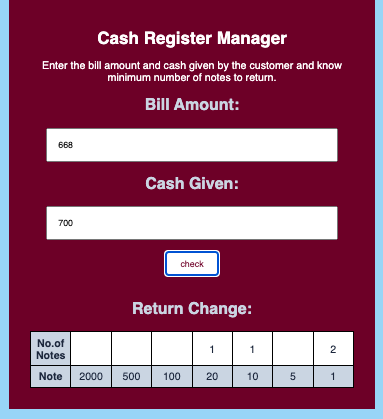 Cash Register Manager
Enter the bill amount and cash given by the customer and know
minimum number of notes to return.
Bill Amount:
668
Cash Given:
700
check
Return Change:
No.of
Notes 1 1 2
Note 2000 500 100 20 10 5 1